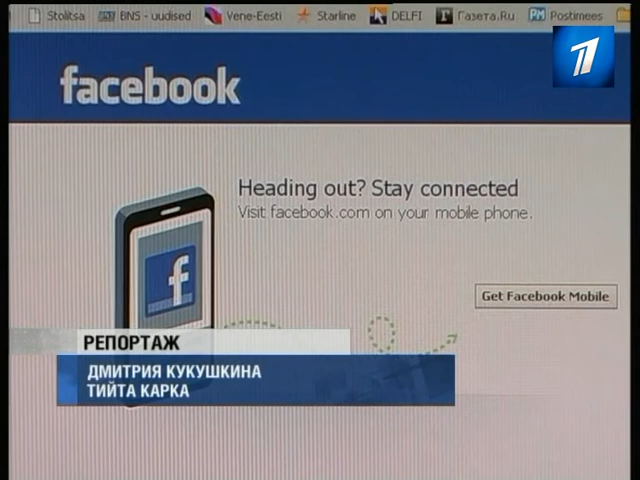 Stolitsa BNS - uudised Vene-Eesti Starline DELFI Газета.Ru Postimees
facebook
1
Heading out? Stay connected
Visit facebook.com on your mobile phone.
f
Get Facebook Mobile
РЕПОРТАЖ
ДМИТРИЯ КУКУШКИНА
ТИЙТА КАРКА